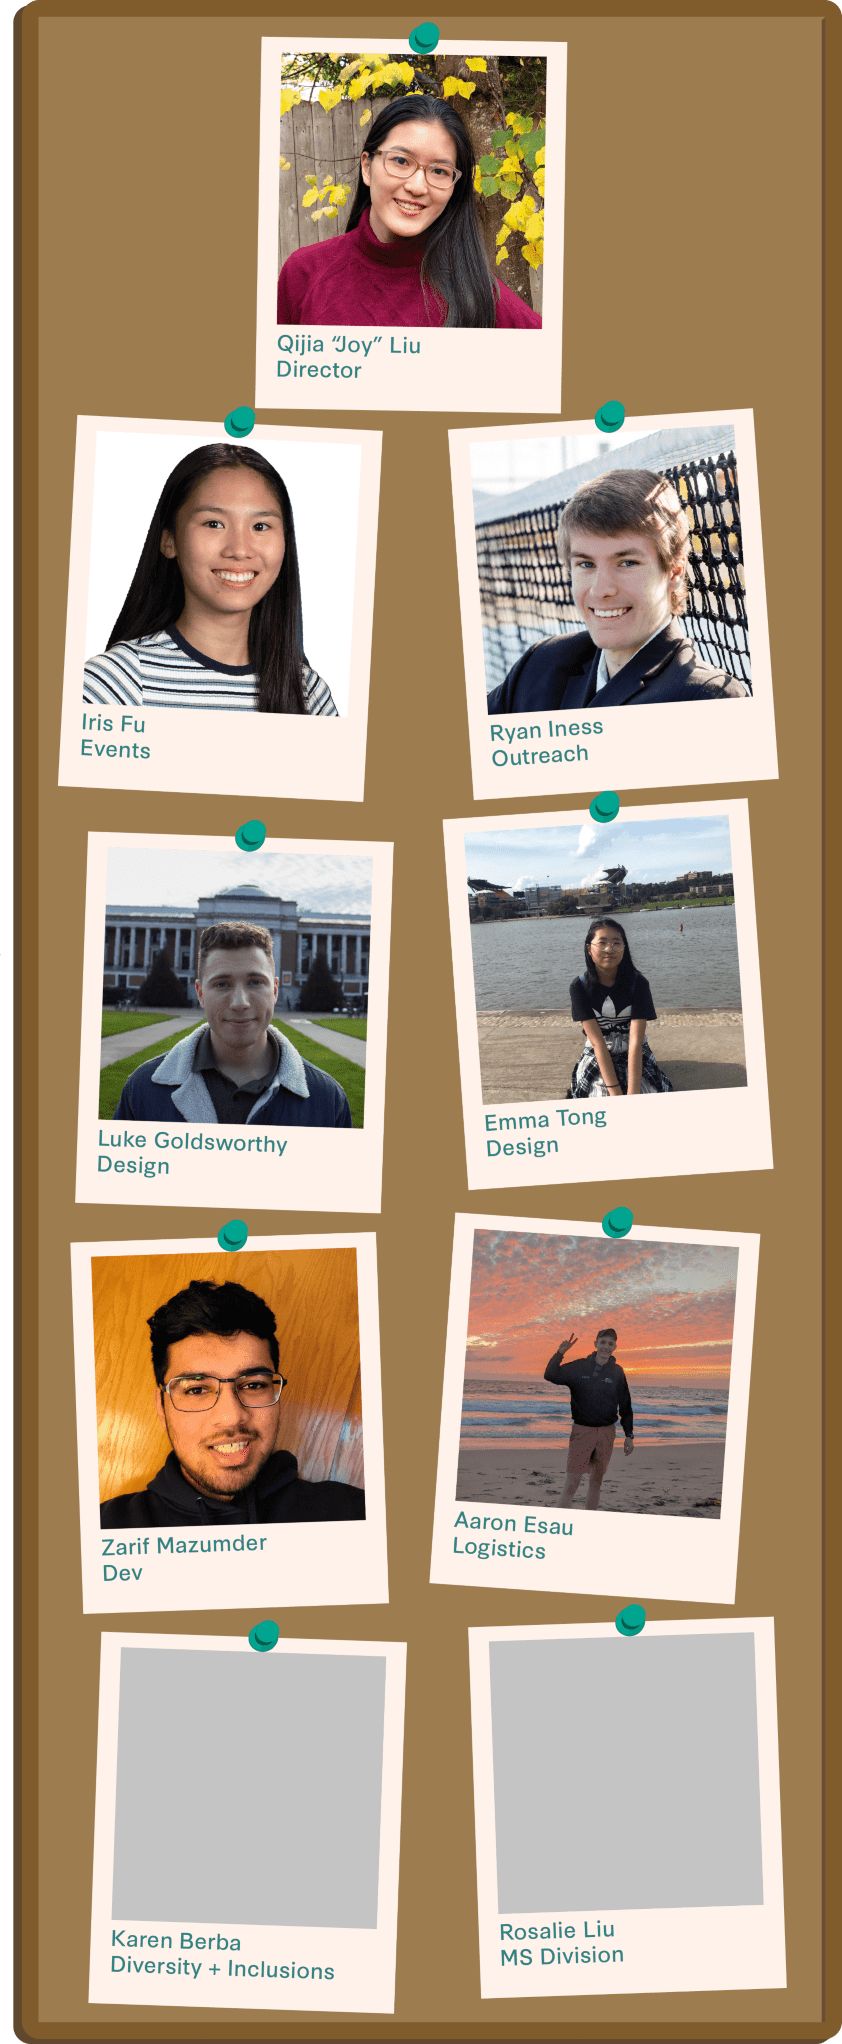 Qijia “Joy” Liu
Director
Iris Fu
Events
Ryan Iness
Outreach
Luke Goldsworthy
Design
Emma Tong
Design
Zarif Mazumder
Dev
Aaron Esau
Logistics
Karen Berba
Diversity + Inclusions
Rosalie Liu
MS Division